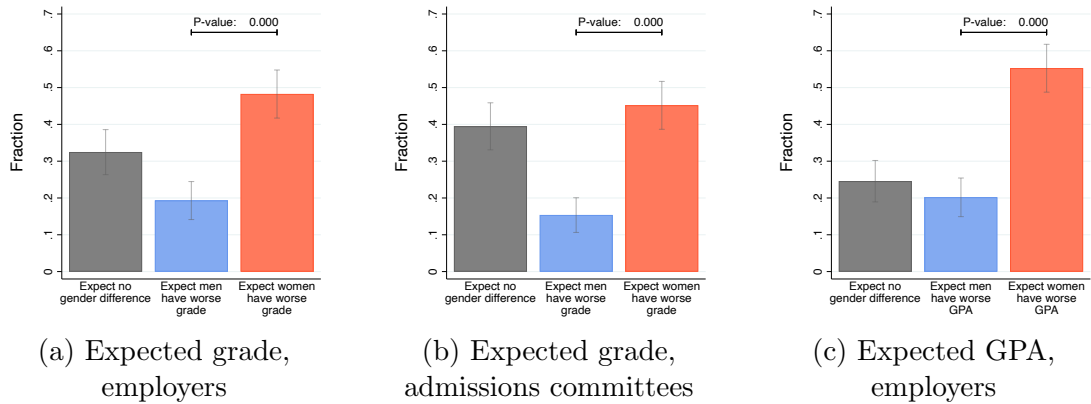 P-value: 0.000
Fraction
.7
.6
.5
.4
.3
.2
.1
0
Expect no
gender difference
Expect men
have worse
grade
Expect women
have worse
grade
(a) Expected grade,
employers
P-value: 0.000
Fraction
.7
.6
.5
.4
.3
.2
.1
0
Expect no
gender difference
Expect men
have worse
grade
Expect women
have worse
grade
(b) Expected grade,
admissions committees
P-value: 0.000
Fraction
.7
.6
.5
.4
.3
.2
.1
0
Expect no
gender difference
Expect men
have worse
GPA
Expect women
have worse
GPA
(c) Expected GPA,
employers